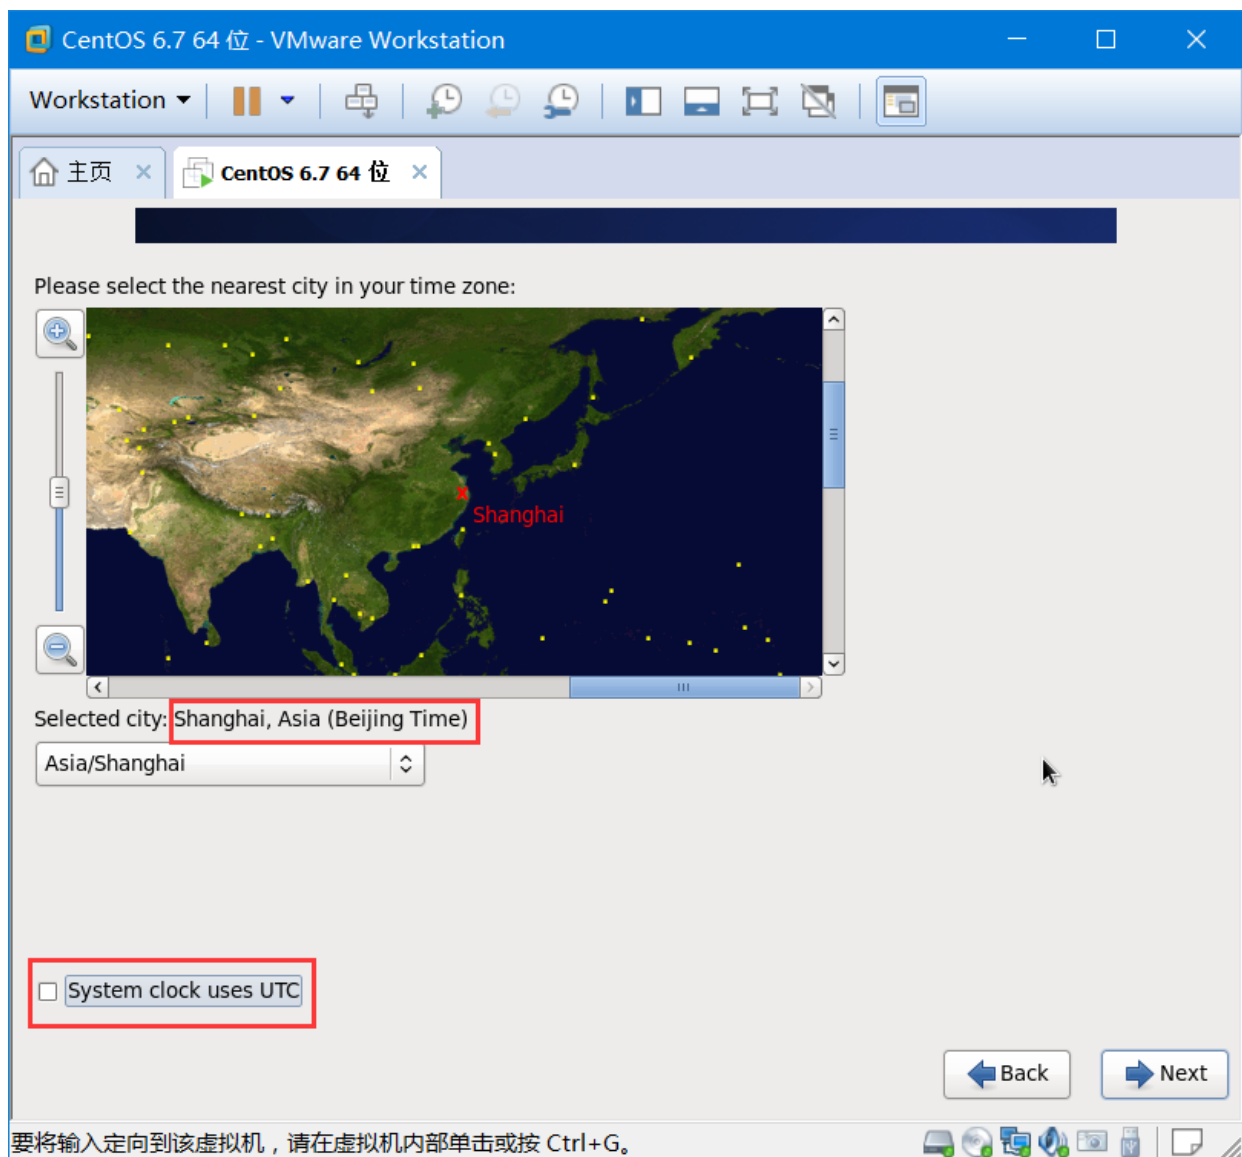 CentOS 6.7 64 位 - VMware Workstation
Workstation
主页
CentOS 6.7 64 位
Please select the nearest city in your time zone:
Shanghai
Selected city: Shanghai, Asia (Beijing Time)
Asia/Shanghai
System clock uses UTC
Back
Next
要将输入定向到该虚拟机，请在虚拟机内部单击或按 Ctrl+G。